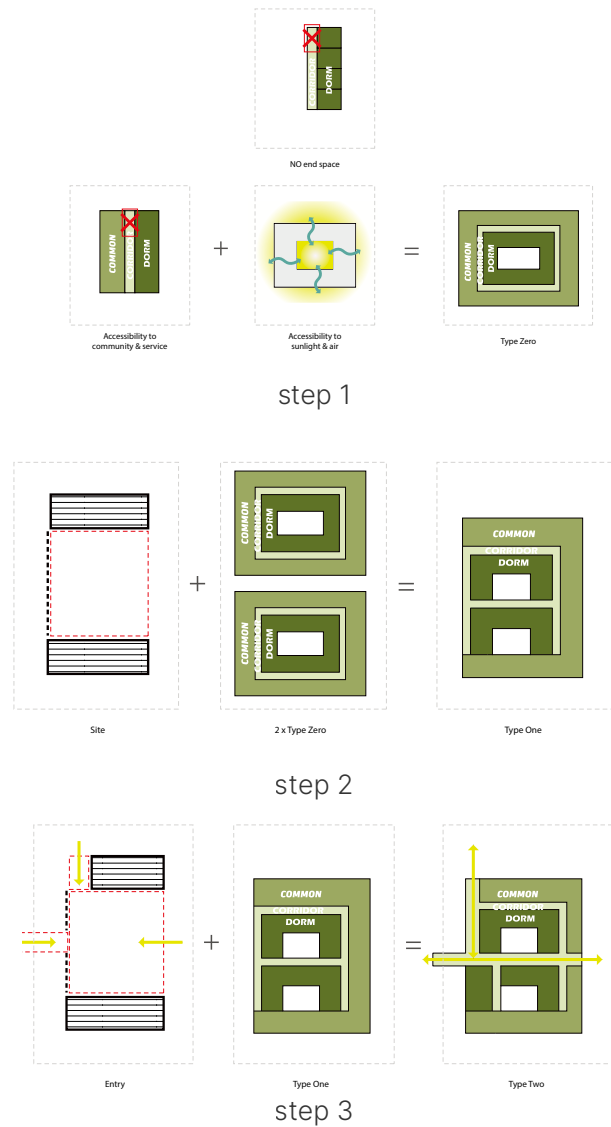 CORRIDOR
DORM
NO end space
COMMON
CORRIDOR
DORM
+
=
COMMON
CORRIDOR
DORM
Accessibility to
community & service
Accessibility to
sunlight & air
Type Zero
step 1
COMMON
CORRIDOR
DORM
COMMON
CORRIDOR
DORM
+
=
COMMON
CORRIDOR
DORM
Site
2 x Type Zero
Type One
step 2
COMMON
CORRIDOR
DORM
COMMON
CORRIDOR
DORM
+
=
Entry
Type One
Type Two
step 3